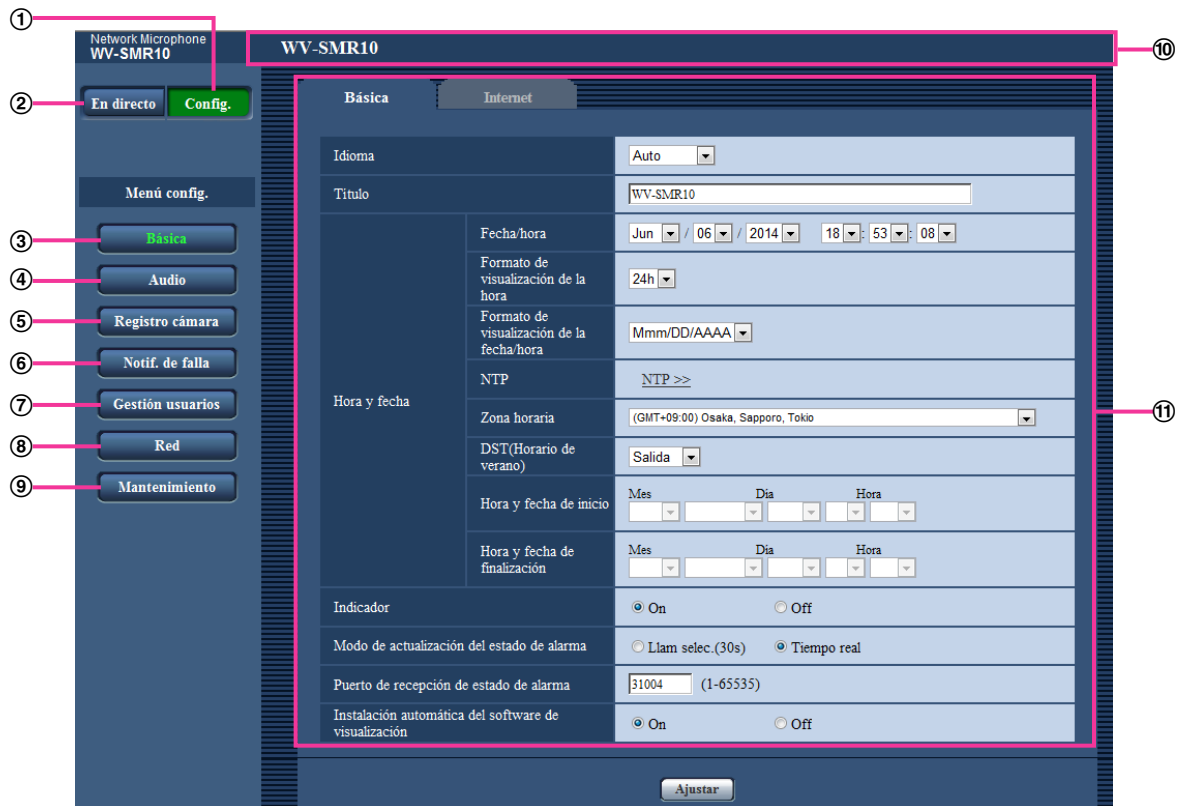 ①
Network Microphone
WV-SMR10
WV-SMR10
⑩
② En directo Config.
Básica Internet
Idioma Auto
Título WV-SMR10
Menú config.
③ Básica
④ Audio
⑤ Registro cámara
⑥ Notif. de falla
⑦ Gestión usuarios
⑧ Red
⑨ Mantenimiento
Hora y fecha
Fecha/hora Jun / 06 / 2014 18 : 53 : 08
Formato de
visualización de la
hora
24h
Formato de
visualización de la
fecha/hora
Mmm/DD/AAAA
NTP NTP >>
⑪
Zona horaria (GMT+09:00) Osaka, Sapporo, Tokio
DST(Horario de
verano)
Salida
Hora y fecha de inicio
Mes Día Hora
Hora y fecha de
finalización
Mes Día Hora
Indicador On Off
Modo de actualización del estado de alarma Llam selec.(30s) Tiempo real
Puerto de recepción de estado de alarma 31004 (1-65535)
Instalación automática del software de
visualización
On Off
Ajustar